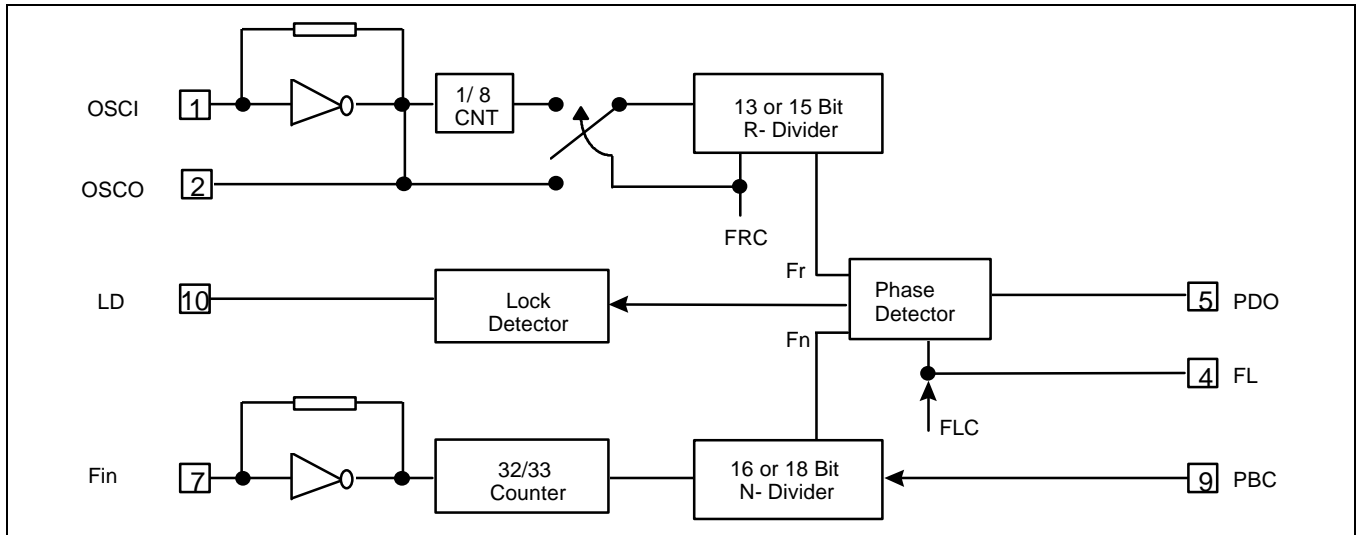 OSCI
1
1/ 8
CNT
13 or 15 Bit
R- Divider
OSCO
2
FRC
Fr
LD
10
Lock
Detector
Phase
Detector
5
PDO
Fn
4
FL
FLC
Fin
7
32/33
Counter
16 or 18 Bit
N- Divider
9
PBC